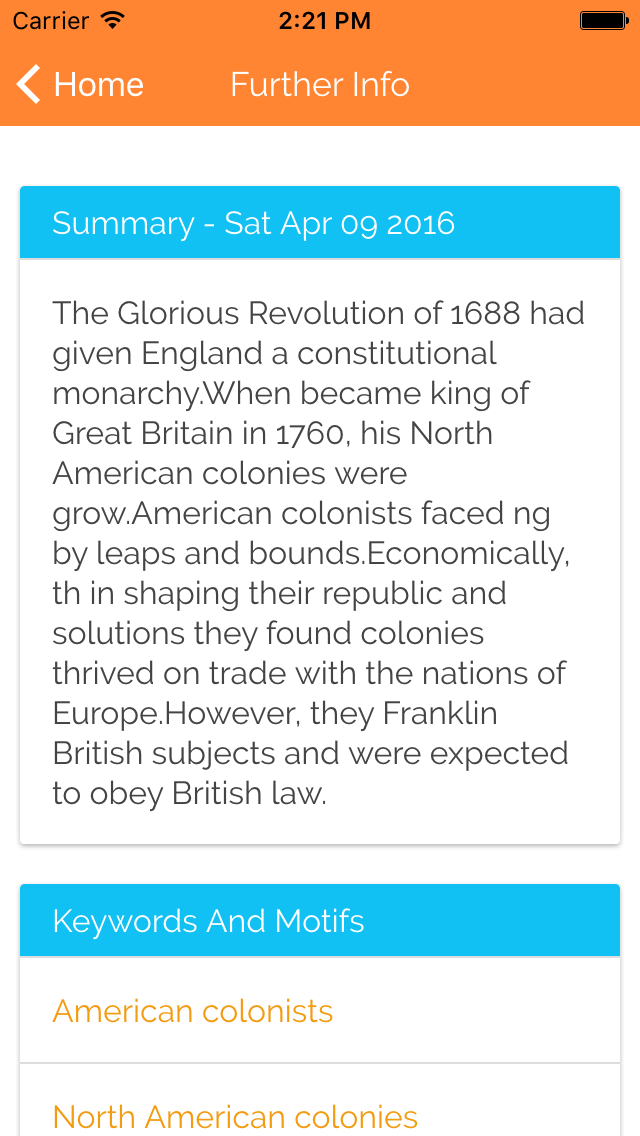 Carrier 2:21 PM
Home Further Info
Summary - Sat Apr 09 2016
The Glorious Revolution of 1688 had
given England a constitutional
monarchy.When became king of
Great Britain in 1760, his North
American colonies were
grow.American colonists faced ng
by leaps and bounds.Economically,
th in shaping their republic and
solutions they found colonies
thrived on trade with the nations of
Europe.However, they Franklin
British subjects and were expected
to obey British law.
Keywords And Motifs
American colonists
North American colonies